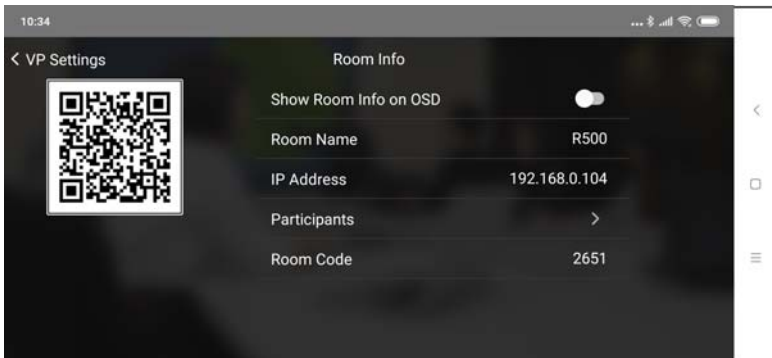 10:34
VP Settings
Room Info
Show Room Info on OSD
Room Name R500
IP Address 192.168.0.104
Participants
Room Code 2651